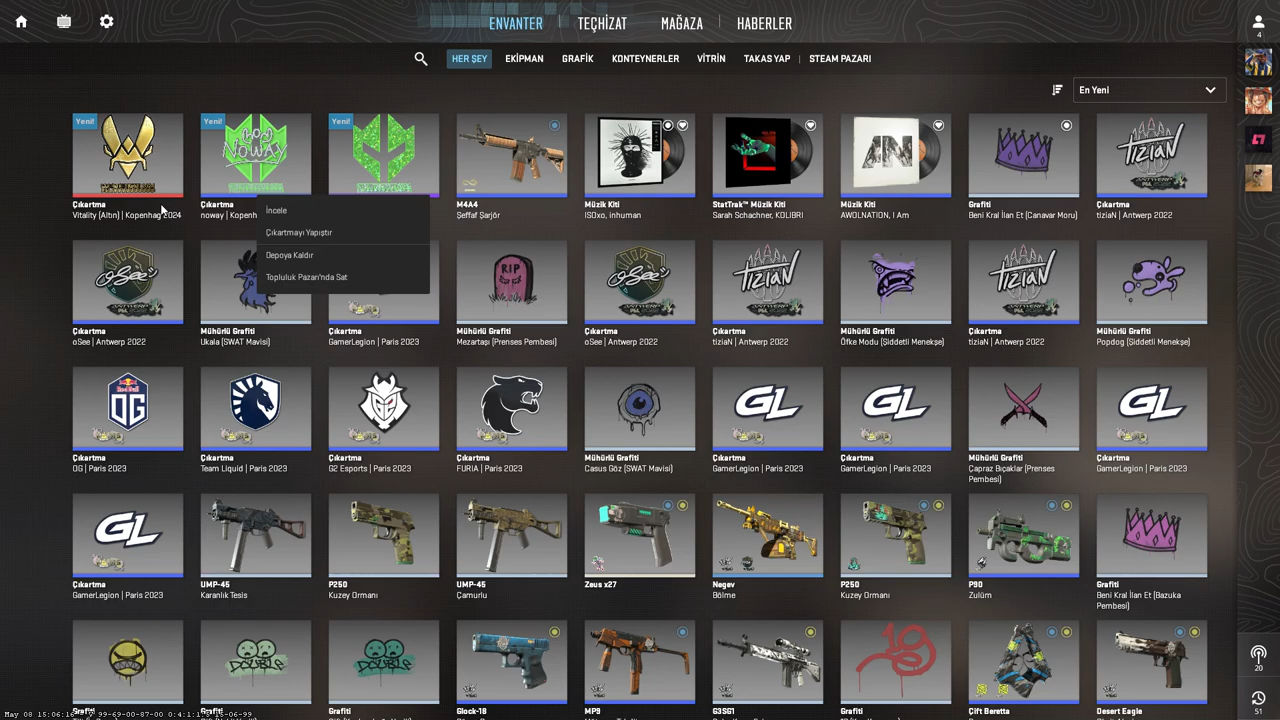 ENVANTER
TEÇHİZAT
MAĞAZA
HABERLER
4
HER ŞEY
EKİPMAN
GRAFİK
KONTEYNERLER
VİTRİN
TAKAS YAP
STEAM PAZARI
En Yeni
Yeni!
Yeni!
Yeni!
Çıkartma
Vitality (Altın) | Kopenhag 2024
Çıkartma
noway | Kopenh
M4A4
Şeffaf Şarjör
Müzik Kiti
ISOxo, inhuman
StatTrak™ Müzik Kiti
Sarah Schachner, KOLIBRI
Müzik Kiti
AWOLNATION, I Am
Grafiti
Beni Kral İlan Et (Canavar Moru)
Çıkartma
tiziaN | Antwerp 2022
İncele
Çıkartmayı Yapıştır
Depoya Kaldır
Topluluk Pazarı'nda Sat
Çıkartma
oSee | Antwerp 2022
Mühürlü Grafiti
Ukala (SWAT Mavisi)
Çıkartma
GamerLegion | Paris 2023
RIP
Mühürlü Grafiti
Mezartaşı (Prenses Pembesi)
Çıkartma
oSee | Antwerp 2022
Çıkartma
tiziaN | Antwerp 2022
Mühürlü Grafiti
Öfke Modu (Şiddetli Menekşe)
Çıkartma
tiziaN | Antwerp 2022
Mühürlü Grafiti
Popdog (Şiddetli Menekşe)
Çıkartma
OG | Paris 2023
Çıkartma
Team Liquid | Paris 2023
Çıkartma
G2 Esports | Paris 2023
Çıkartma
FURIA | Paris 2023
Mühürlü Grafiti
Casus Göz (SWAT Mavisi)
Çıkartma
GamerLegion | Paris 2023
Çıkartma
GamerLegion | Paris 2023
Mühürlü Grafiti
Çapraz Bıçaklar (Prenses
Pembesi)
Çıkartma
GamerLegion | Paris 2023
Çıkartma
GamerLegion | Paris 2023
UMP-45
Karanlık Tesis
P250
Kuzey Ormanı
UMP-45
Çamurlu
Zeus x27
Negev
Bölme
P250
Kuzey Ormanı
P90
Zulüm
Grafiti
Beni Kral İlan Et (Bazuka
Pembesi)
Grafiti
Grafiti
Grafiti
Glock-18
MP9
G3SG1
Grafiti
Çift Beretta
Desert Eagle
20
51